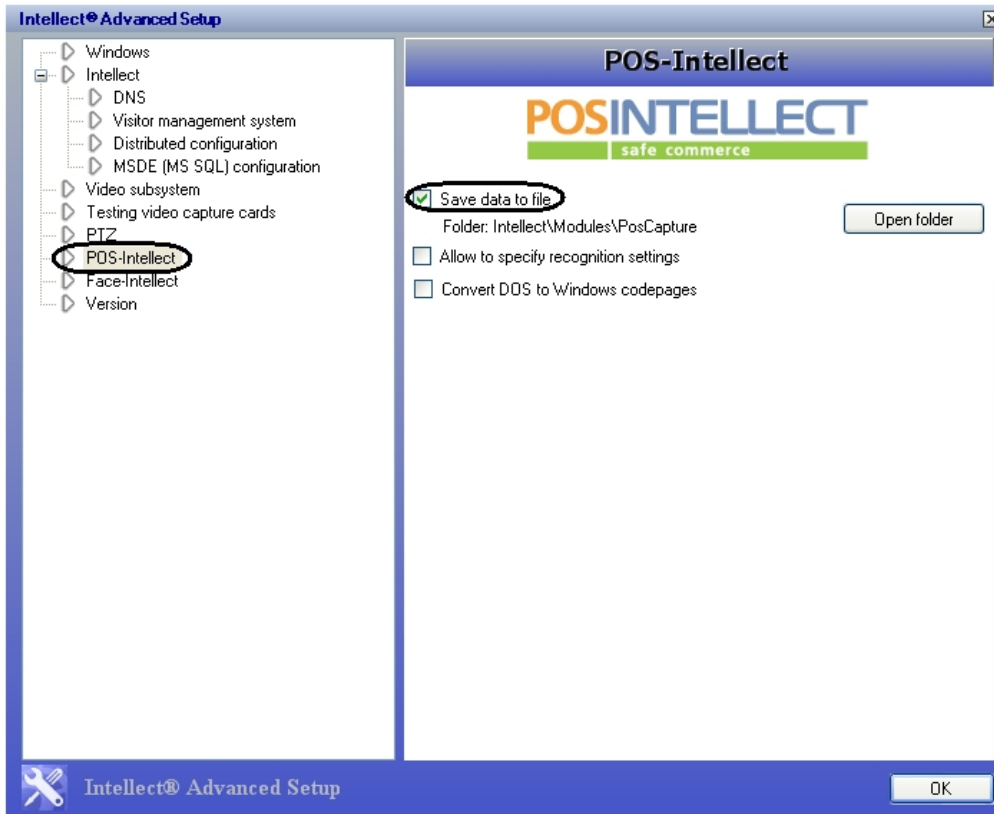 Intellect® Advanced Setup
Windows
Intellect
DNS
Visitor management system
Distributed configuration
MSDE (MS SQL) configuration
Video subsystem
Testing video capture cards
PTZ
POS-Intellect
Face-Intellect
Version
POS-Intellect
POSINTELLECT
safe commerce
Save data to file
Folder: Intellect\Modules\PosCapture
Open folder
Allow to specify recognition settings
Convert DOS to Windows codepages
Intellect® Advanced Setup
OK